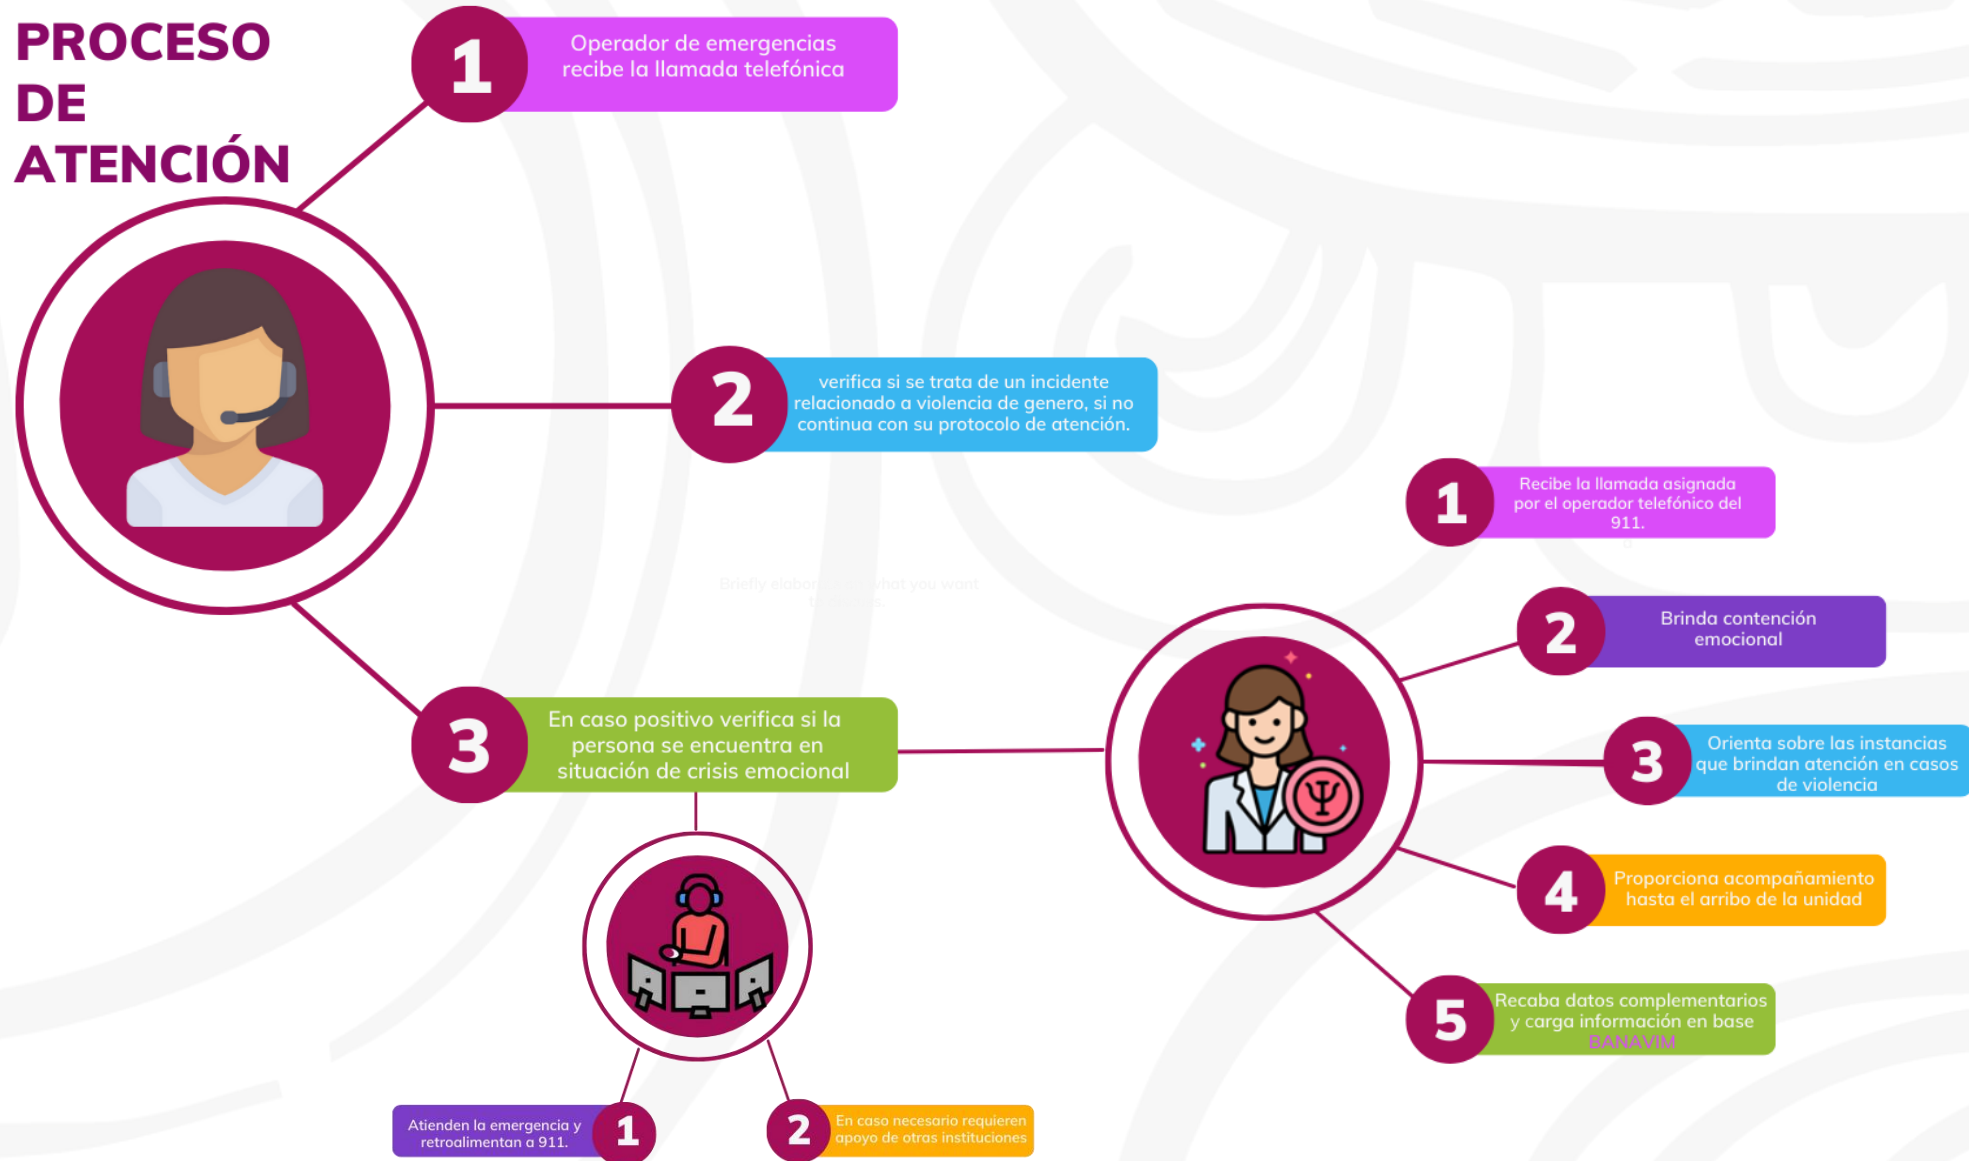 PROCESO
DE
ATENCIÓN
1
Operador de emergencias
recibe la llamada telefónica
2
verifica si se trata de un incidente
relacionado a violencia de genero, si no
continua con su protocolo de atención.
3
En caso positivo verifica si la
persona se encuentra en
situación de crisis emocional
Briefly what you want
1
Atienden la emergencia y
retroalimentan a 911.
2
En caso necesario requieren
apoyo de otras instituciones
1
Recibe la llamada asignada
por el operador telefónico del
911.
2
Brinda contención
emocional
3
Orienta sobre las instancias
que brindan atención en casos
de violencia
4
Proporciona acompañamiento
hasta el arribo de la unidad
5
Recaba datos complementarios
y carga información en base
BANAVIM